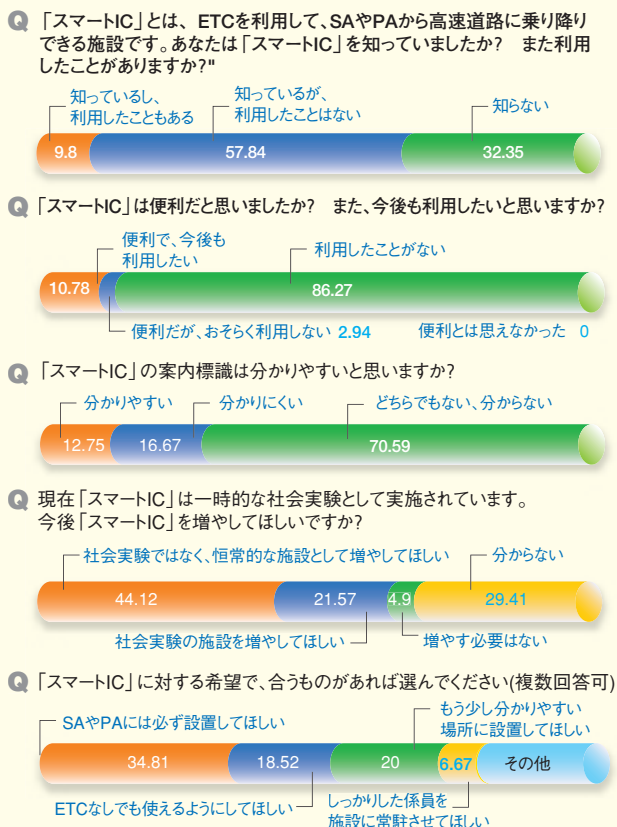 Q 「スマートIC」とは、ETCを利用して、SAやPAから高速道路に乗り降り
できる施設です。あなたは「スマートIC」を知っていましたか? また利用
したことがありますか?"
知っているし、
利用したこともある
知っているが、
利用したことはない
知らない
9.8 57.84 32.35
Q 「スマートIC」は便利だと思いましたか? また、今後も利用したいと思いますか?
便利で、今後も
利用したい
利用したことがない
10.78 86.27
便利だが、おそらく利用しない 2.94 便利とは思えなかった 0
Q 「スマートIC」の案内標識は分かりやすいと思いますか?
分かりやすい 分かりにくい どちらでもない、分からない
12.75 16.67 70.59
Q 現在「スマートIC」は一時的な社会実験として実施されています。
今後「スマートIC」を増やしてほしいですか?
社会実験ではなく、恒常的な施設として増やしてほしい 分からない
44.12 21.57 4.9 29.41
社会実験の施設を増やしてほしい 増やす必要はない
Q 「スマートIC」に対する希望で、合うものがあれば選んでください(複数回答可)
SAやPAには必ず設置してほしい
もう少し分かりやすい
場所に設置してほしい
34.81 18.52 20 6.67 その他
ETCなしでも使えるようにしてほしい
しっかりした係員を
施設に常駐させてほしい